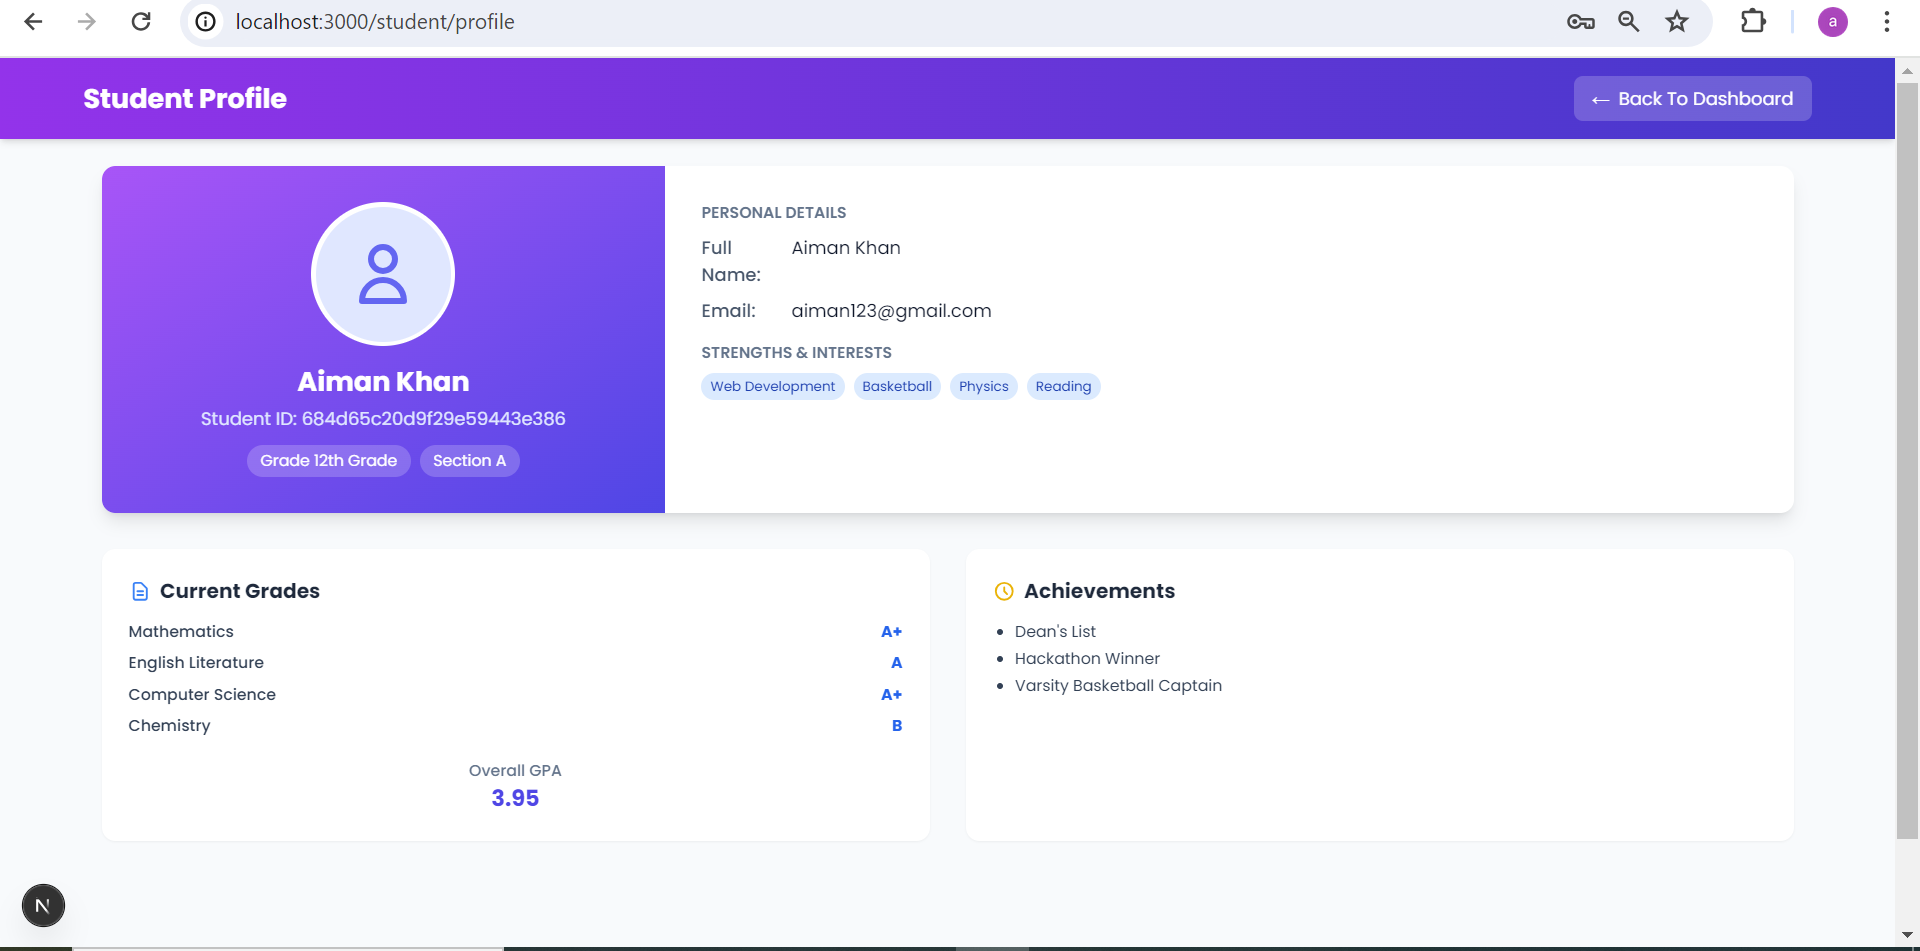 localhost:3000/student/profile
a
Student Profile
← Back To Dashboard
Aiman Khan
Student ID: 684d65c20d9f29e59443e386
Grade 12th Grade
Section A
PERSONAL DETAILS
Full Name: Aiman Khan
Email: aiman123@gmail.com
STRENGTHS & INTERESTS
Web Development
Basketball
Physics
Reading
Current Grades
Mathematics A+
English Literature A
Computer Science A+
Chemistry B
Overall GPA
3.95
Achievements
• Dean's List
• Hackathon Winner
• Varsity Basketball Captain
N